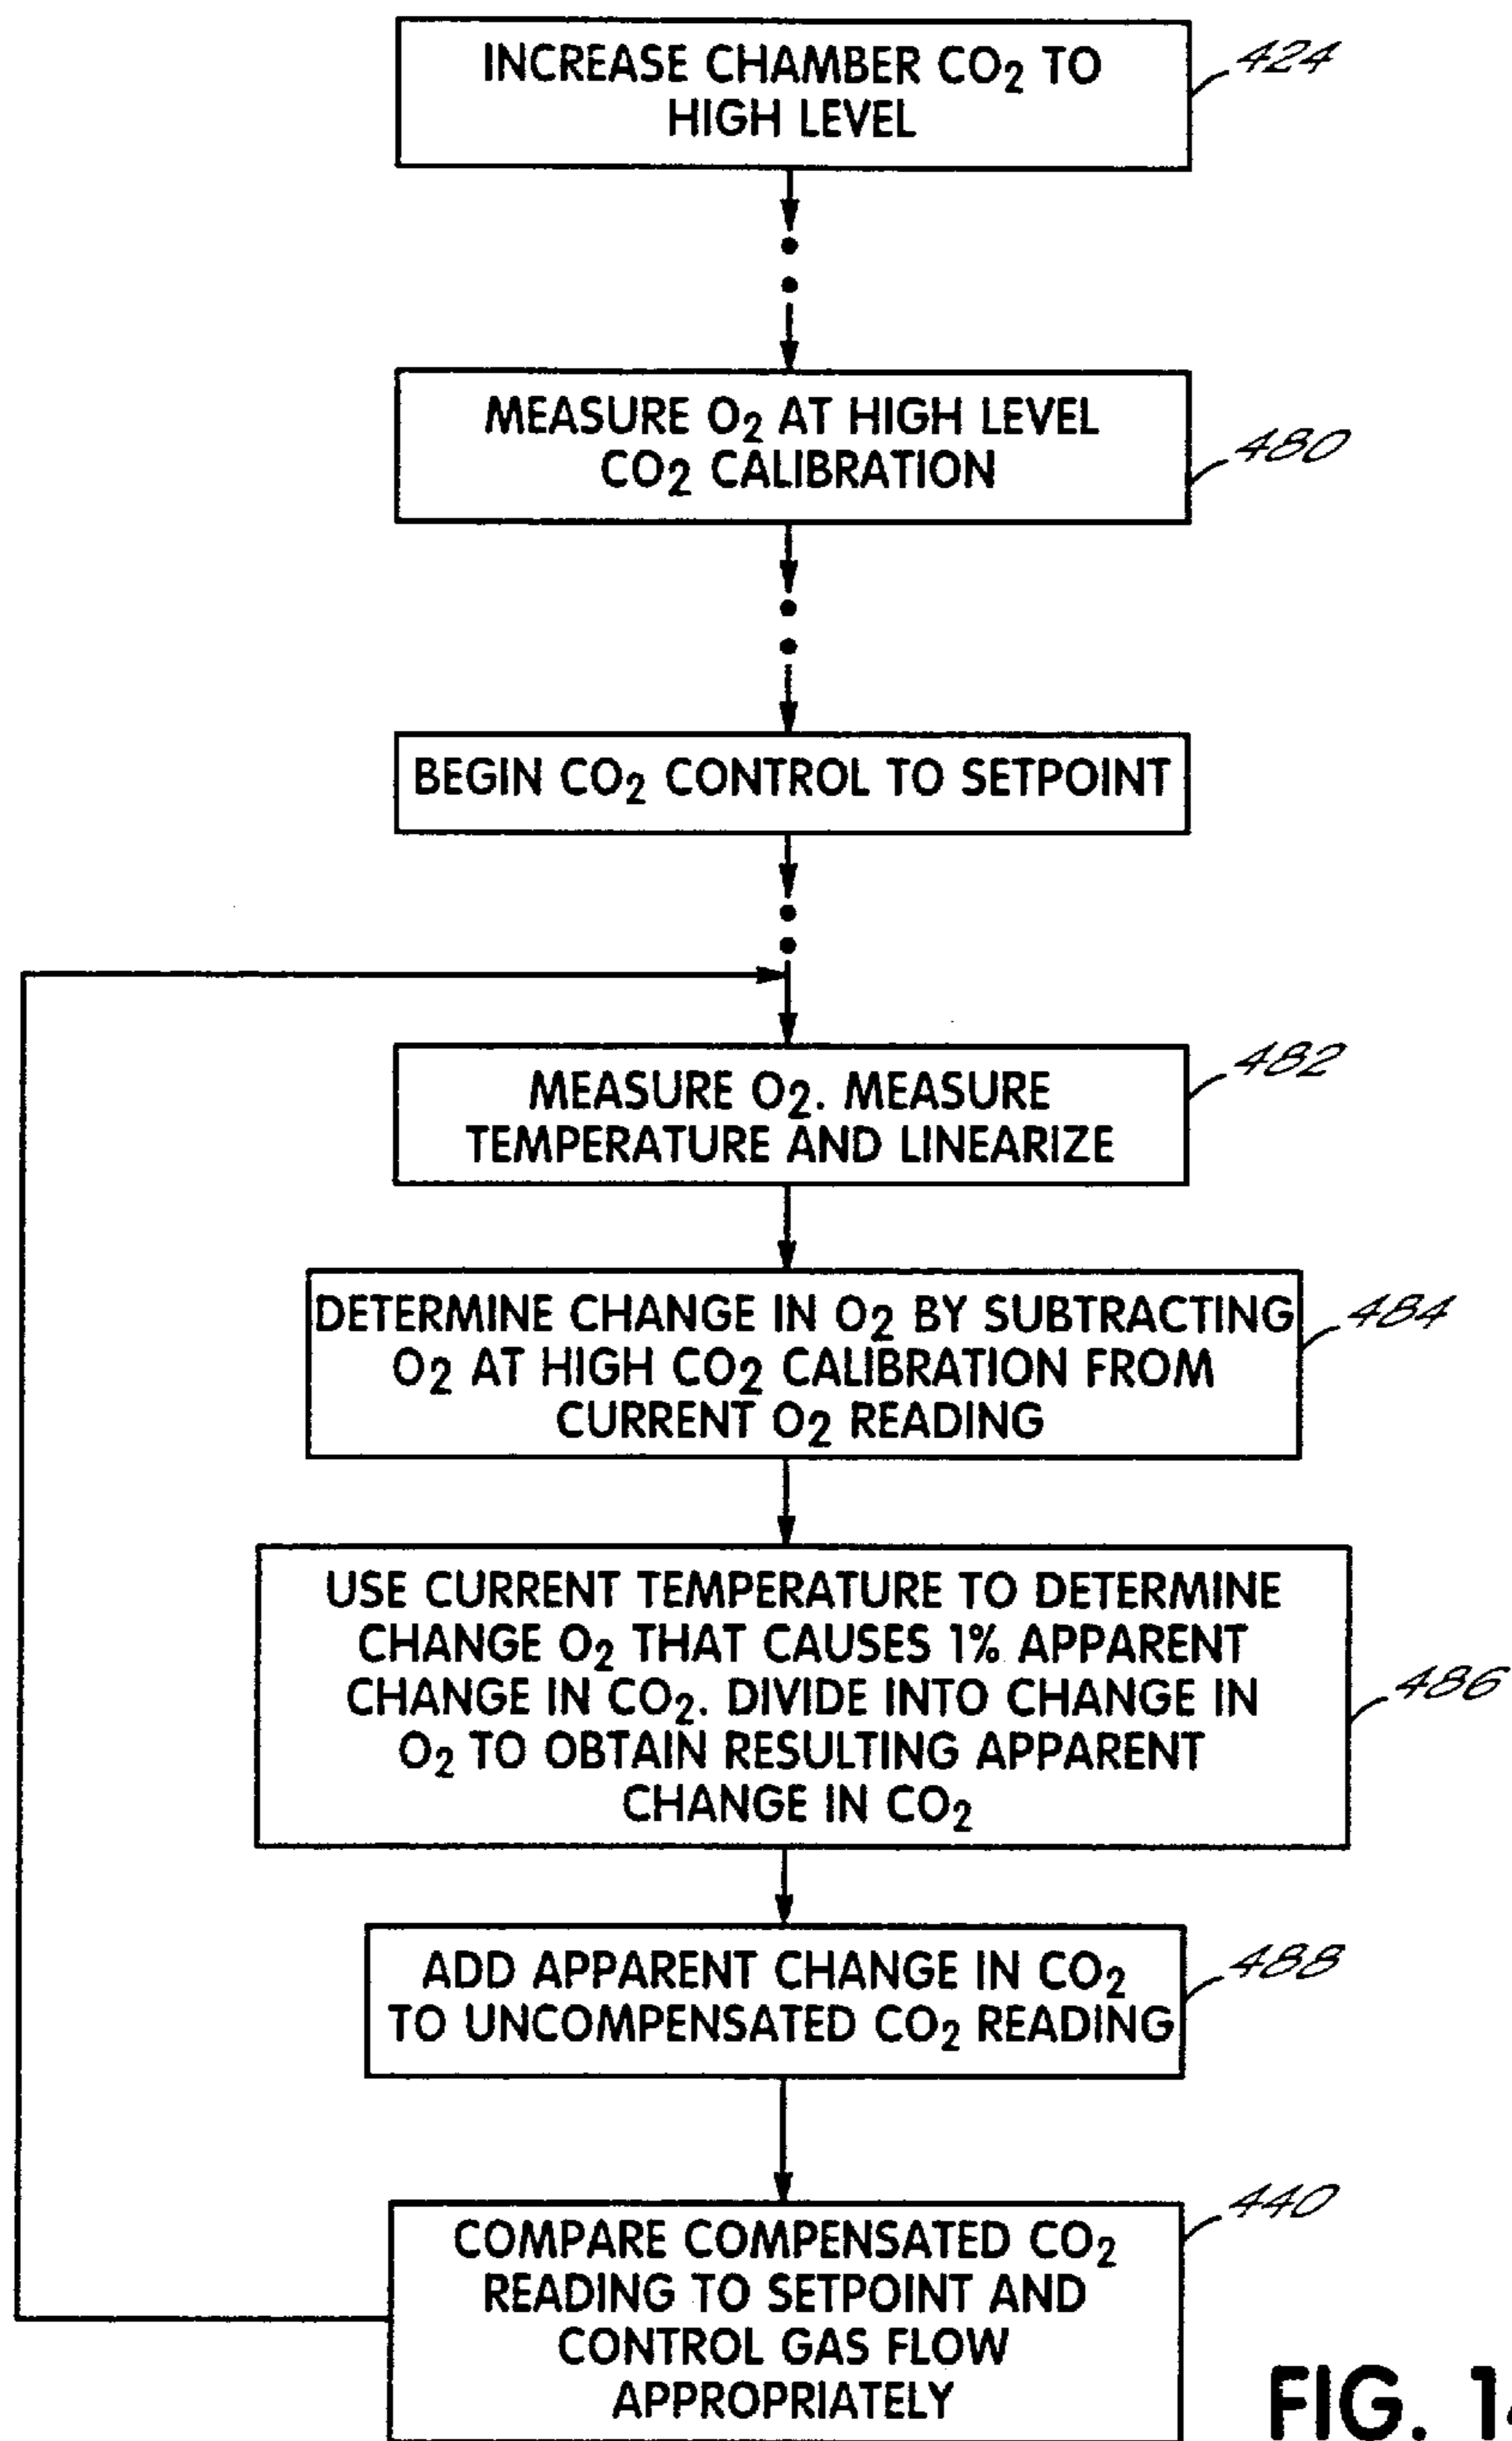 INCREASE CHAMBER CO2 TO
HIGH LEVEL
424
MEASURE O2 AT HIGH LEVEL
CO2 CALIBRATION
480
BEGIN CO2 CONTROL TO SETPOINT
MEASURE O2. MEASURE
TEMPERATURE AND LINEARIZE
482
DETERMINE CHANGE IN O2 BY SUBTRACTING
O2 AT HIGH CO2 CALIBRATION FROM
CURRENT O2 READING
484
USE CURRENT TEMPERATURE TO DETERMINE
CHANGE O2 THAT CAUSES 1% APPARENT
CHANGE IN CO2. DIVIDE INTO CHANGE IN
O2 TO OBTAIN RESULTING APPARENT
CHANGE IN CO2
486
ADD APPARENT CHANGE IN CO2
TO UNCOMPENSATED CO2 READING
488
COMPARE COMPENSATED CO2
READING TO SETPOINT AND
CONTROL GAS FLOW
APPROPRIATELY
440
FIG.